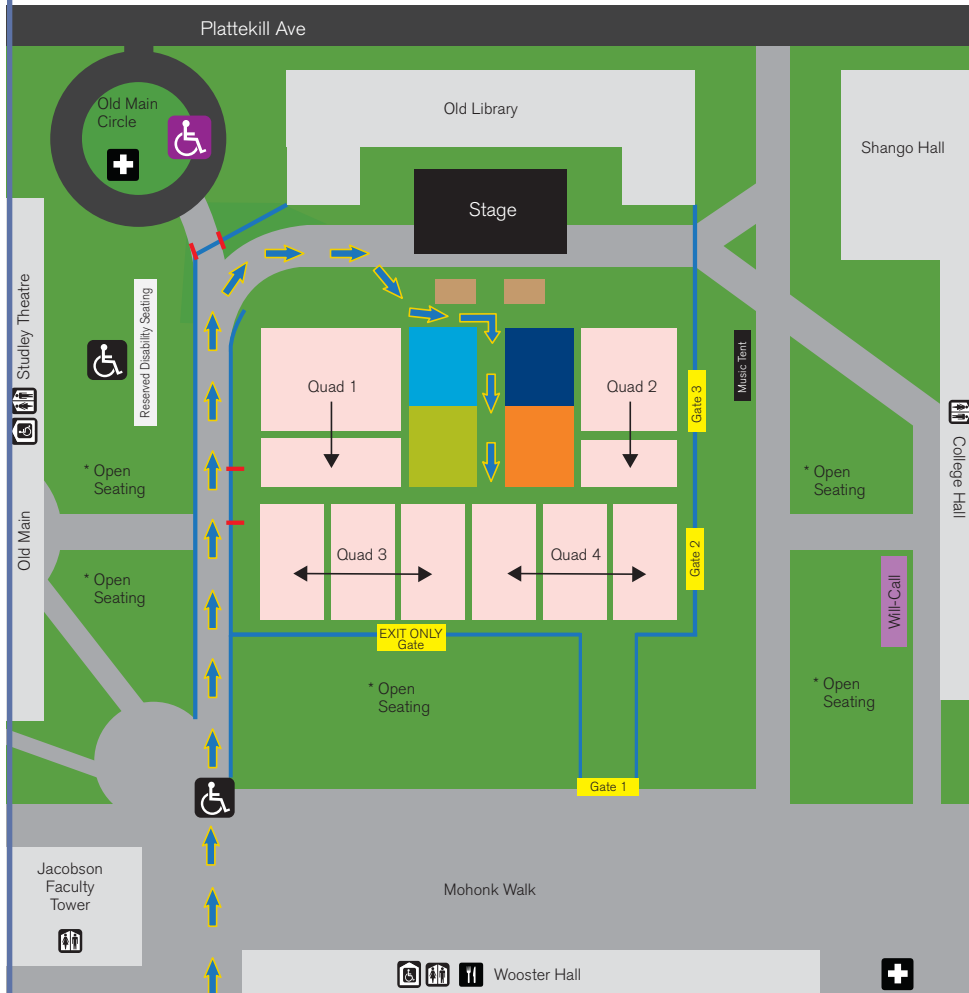 Plattekill Ave
Old Main
Circle
Old Library
Shango Hall
Stage
Studley Theatre
Reserved Disability Seating
Quad 1
Quad 2
Gate 3
Music Tent
* Open
Seating
* Open
Seating
College Hall
Old Main
Quad 3
Quad 4
Gate 2
* Open
Seating
Will-Call
EXIT ONLY
Gate
* Open
Seating
* Open
Seating
Gate 1
Jacobson
Faculty
Tower
Mohonk Walk
Wooster Hall